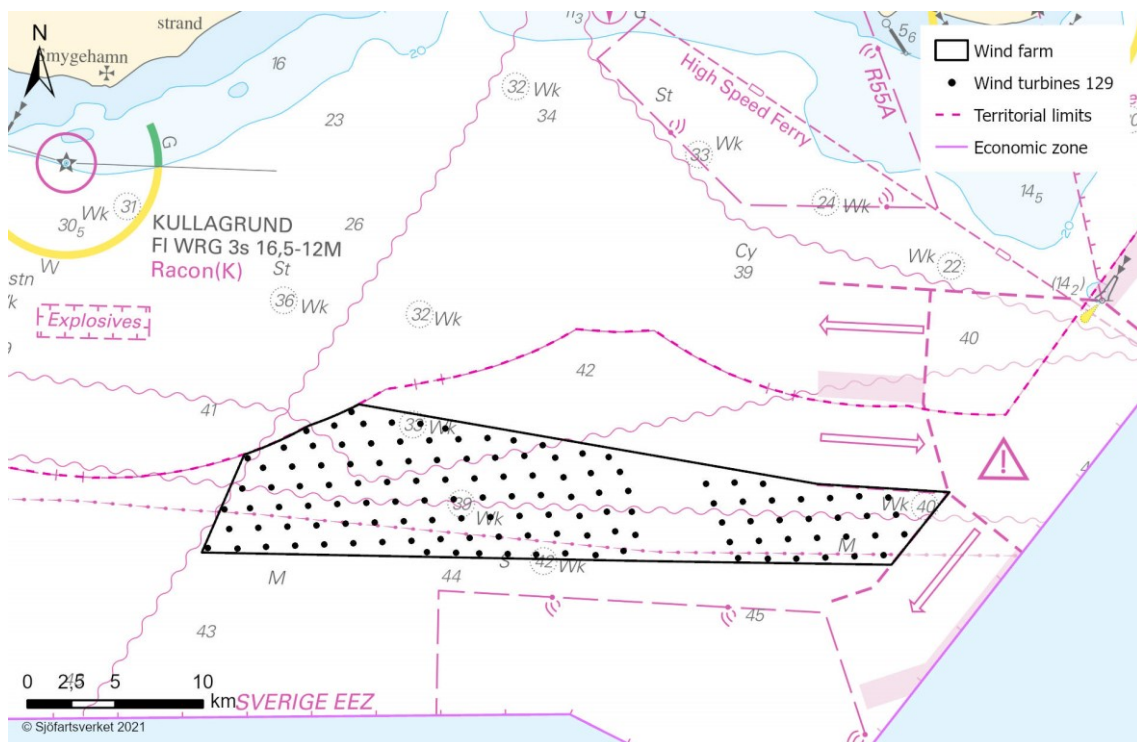 strand
Smygehamn
N
16
23
32 Wk
34
St
33
High Speed Ferry
R55A
5₆
G
24 Wk
14₅
20
20
Wind farm
Wind turbines 129
Territorial limits
Economic zone
G
31
Wk
30₅
W
KULLAGRUND
Fl WRG 3s 16,5-12M
Racon(K)
26
St
36 Wk
32 Wk
Cy
39
Wk
22
(14₂)
40
Explosives
42
41
Wk
39
Wk
Wk 40
M
S
42 Wk
M
44
43
45
0 2,5 5 10
km
SVERIGE EEZ
© Sjöfartsverket 2021